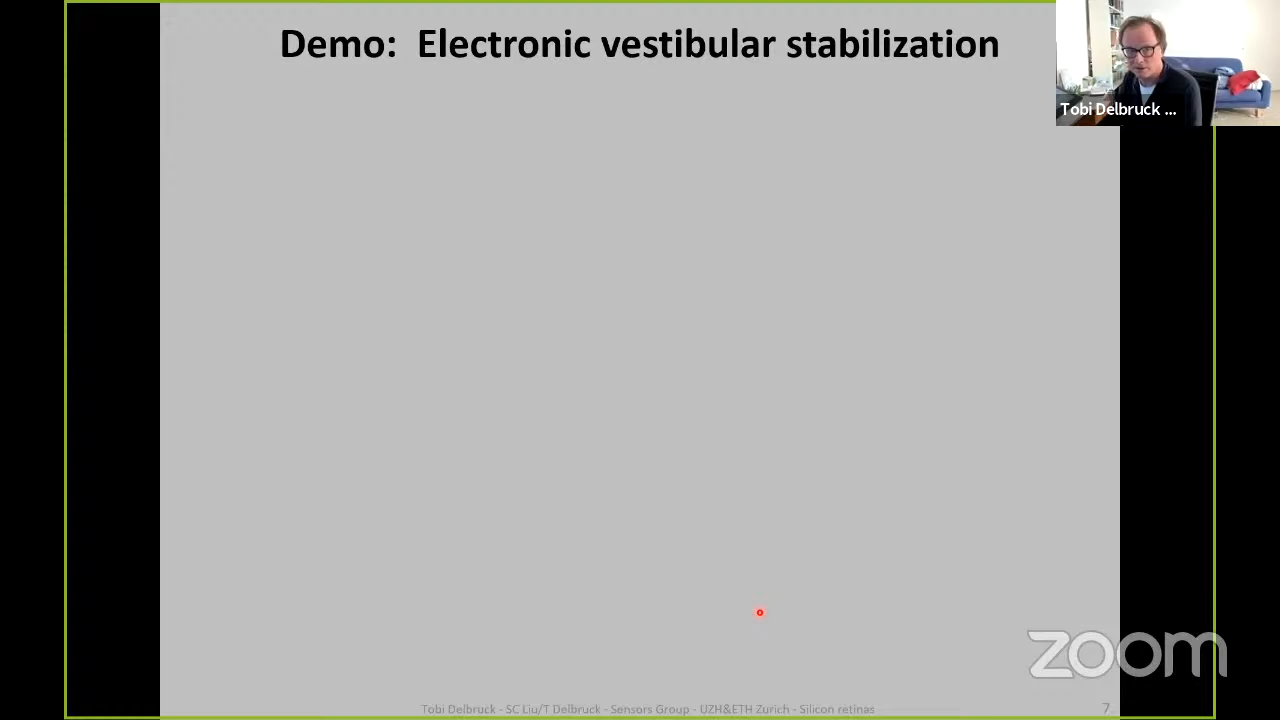 Demo:  Electronic vestibular stabilization
Tobi Delbruck ...
zoom
Tobi Delbruck - SC Liu/T Delbruck - Sensors Group - UZH&ETH Zurich - Silicon retinas
7